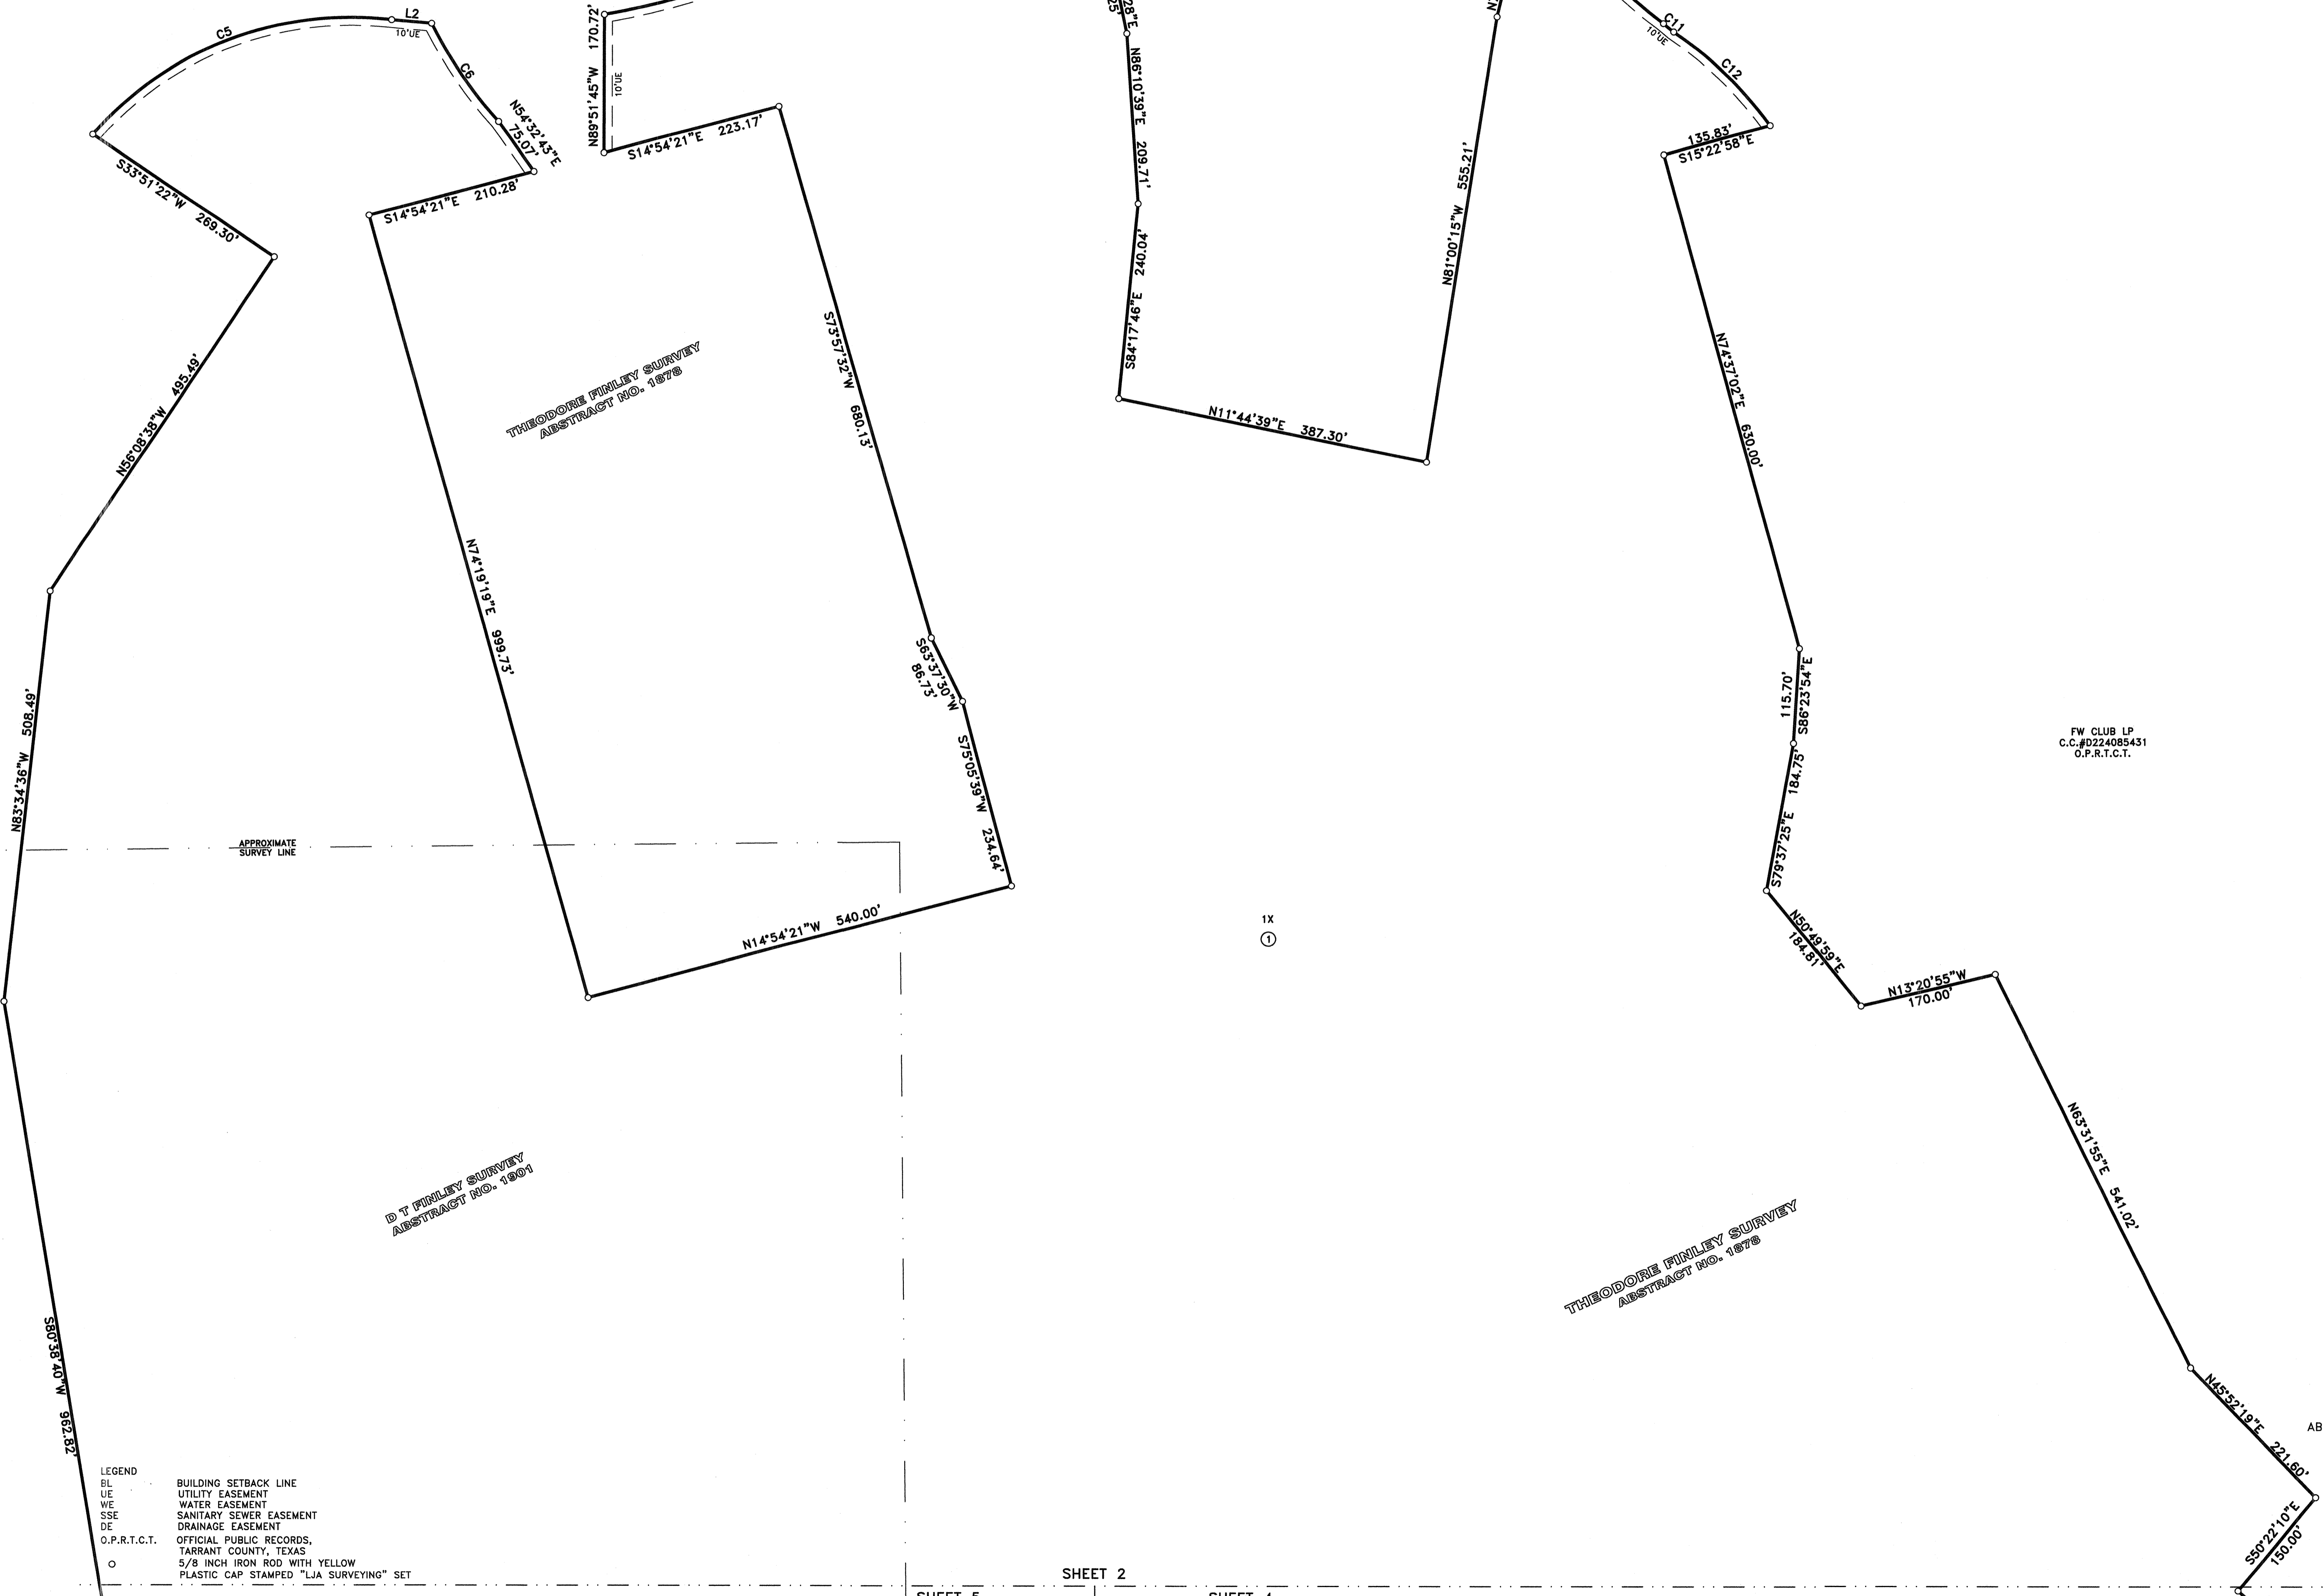 L2
C5
10'UE
C6
N54°32'43"E
75.07'
S33°51'22"W 269.30'
S14°54'21"E 210.28'
N89°51'45"W 170.72'
10'UE
S14°54'21"E 223.17'
28"E
25'
N86°10'39"E 209.71'
S84°17'46"E 240.04'
N11°44'39"E 387.30'
N81°00'15"W 555.21'
C11
10'UE
C12
135.83'
S15°22'58"E
N74°37'02"E 630.00'
N56°08'38"W 495.49'
THEODORE FINLEY SURVEY
ABSTRACT NO. 1878
S73°57'32"W 680.13'
N74°19'19"E 999.73'
S63°37'30"W
86.73'
S75°05'39"W 234.64'
N83°34'36"W 508.49'
115.70'
S86°23'54"E
FW CLUB LP
C.C.#D224085431
O.P.R.T.C.T.
S79°37'25"E 184.75'
APPROXIMATE
SURVEY LINE
N14°54'21"W 540.00'
1X
1
N50°49'59"E
184.81'
N13°20'55"W
170.00'
N63°31'55"E 541.02'
D T FINLEY SURVEY
ABSTRACT NO. 1901
THEODORE FINLEY SURVEY
ABSTRACT NO. 1878
S80°38'40"W 962.82'
N45°52'19"E 221.60'
AB
S50°22'10"E
150.00'
LEGEND
BL BUILDING SETBACK LINE
UE UTILITY EASEMENT
WE WATER EASEMENT
SSE SANITARY SEWER EASEMENT
DE DRAINAGE EASEMENT
O.P.R.T.C.T. OFFICIAL PUBLIC RECORDS,
TARRANT COUNTY, TEXAS
5/8 INCH IRON ROD WITH YELLOW
PLASTIC CAP STAMPED "LJA SURVEYING" SET
SHEET 2
SHEET 5
SHEET 4